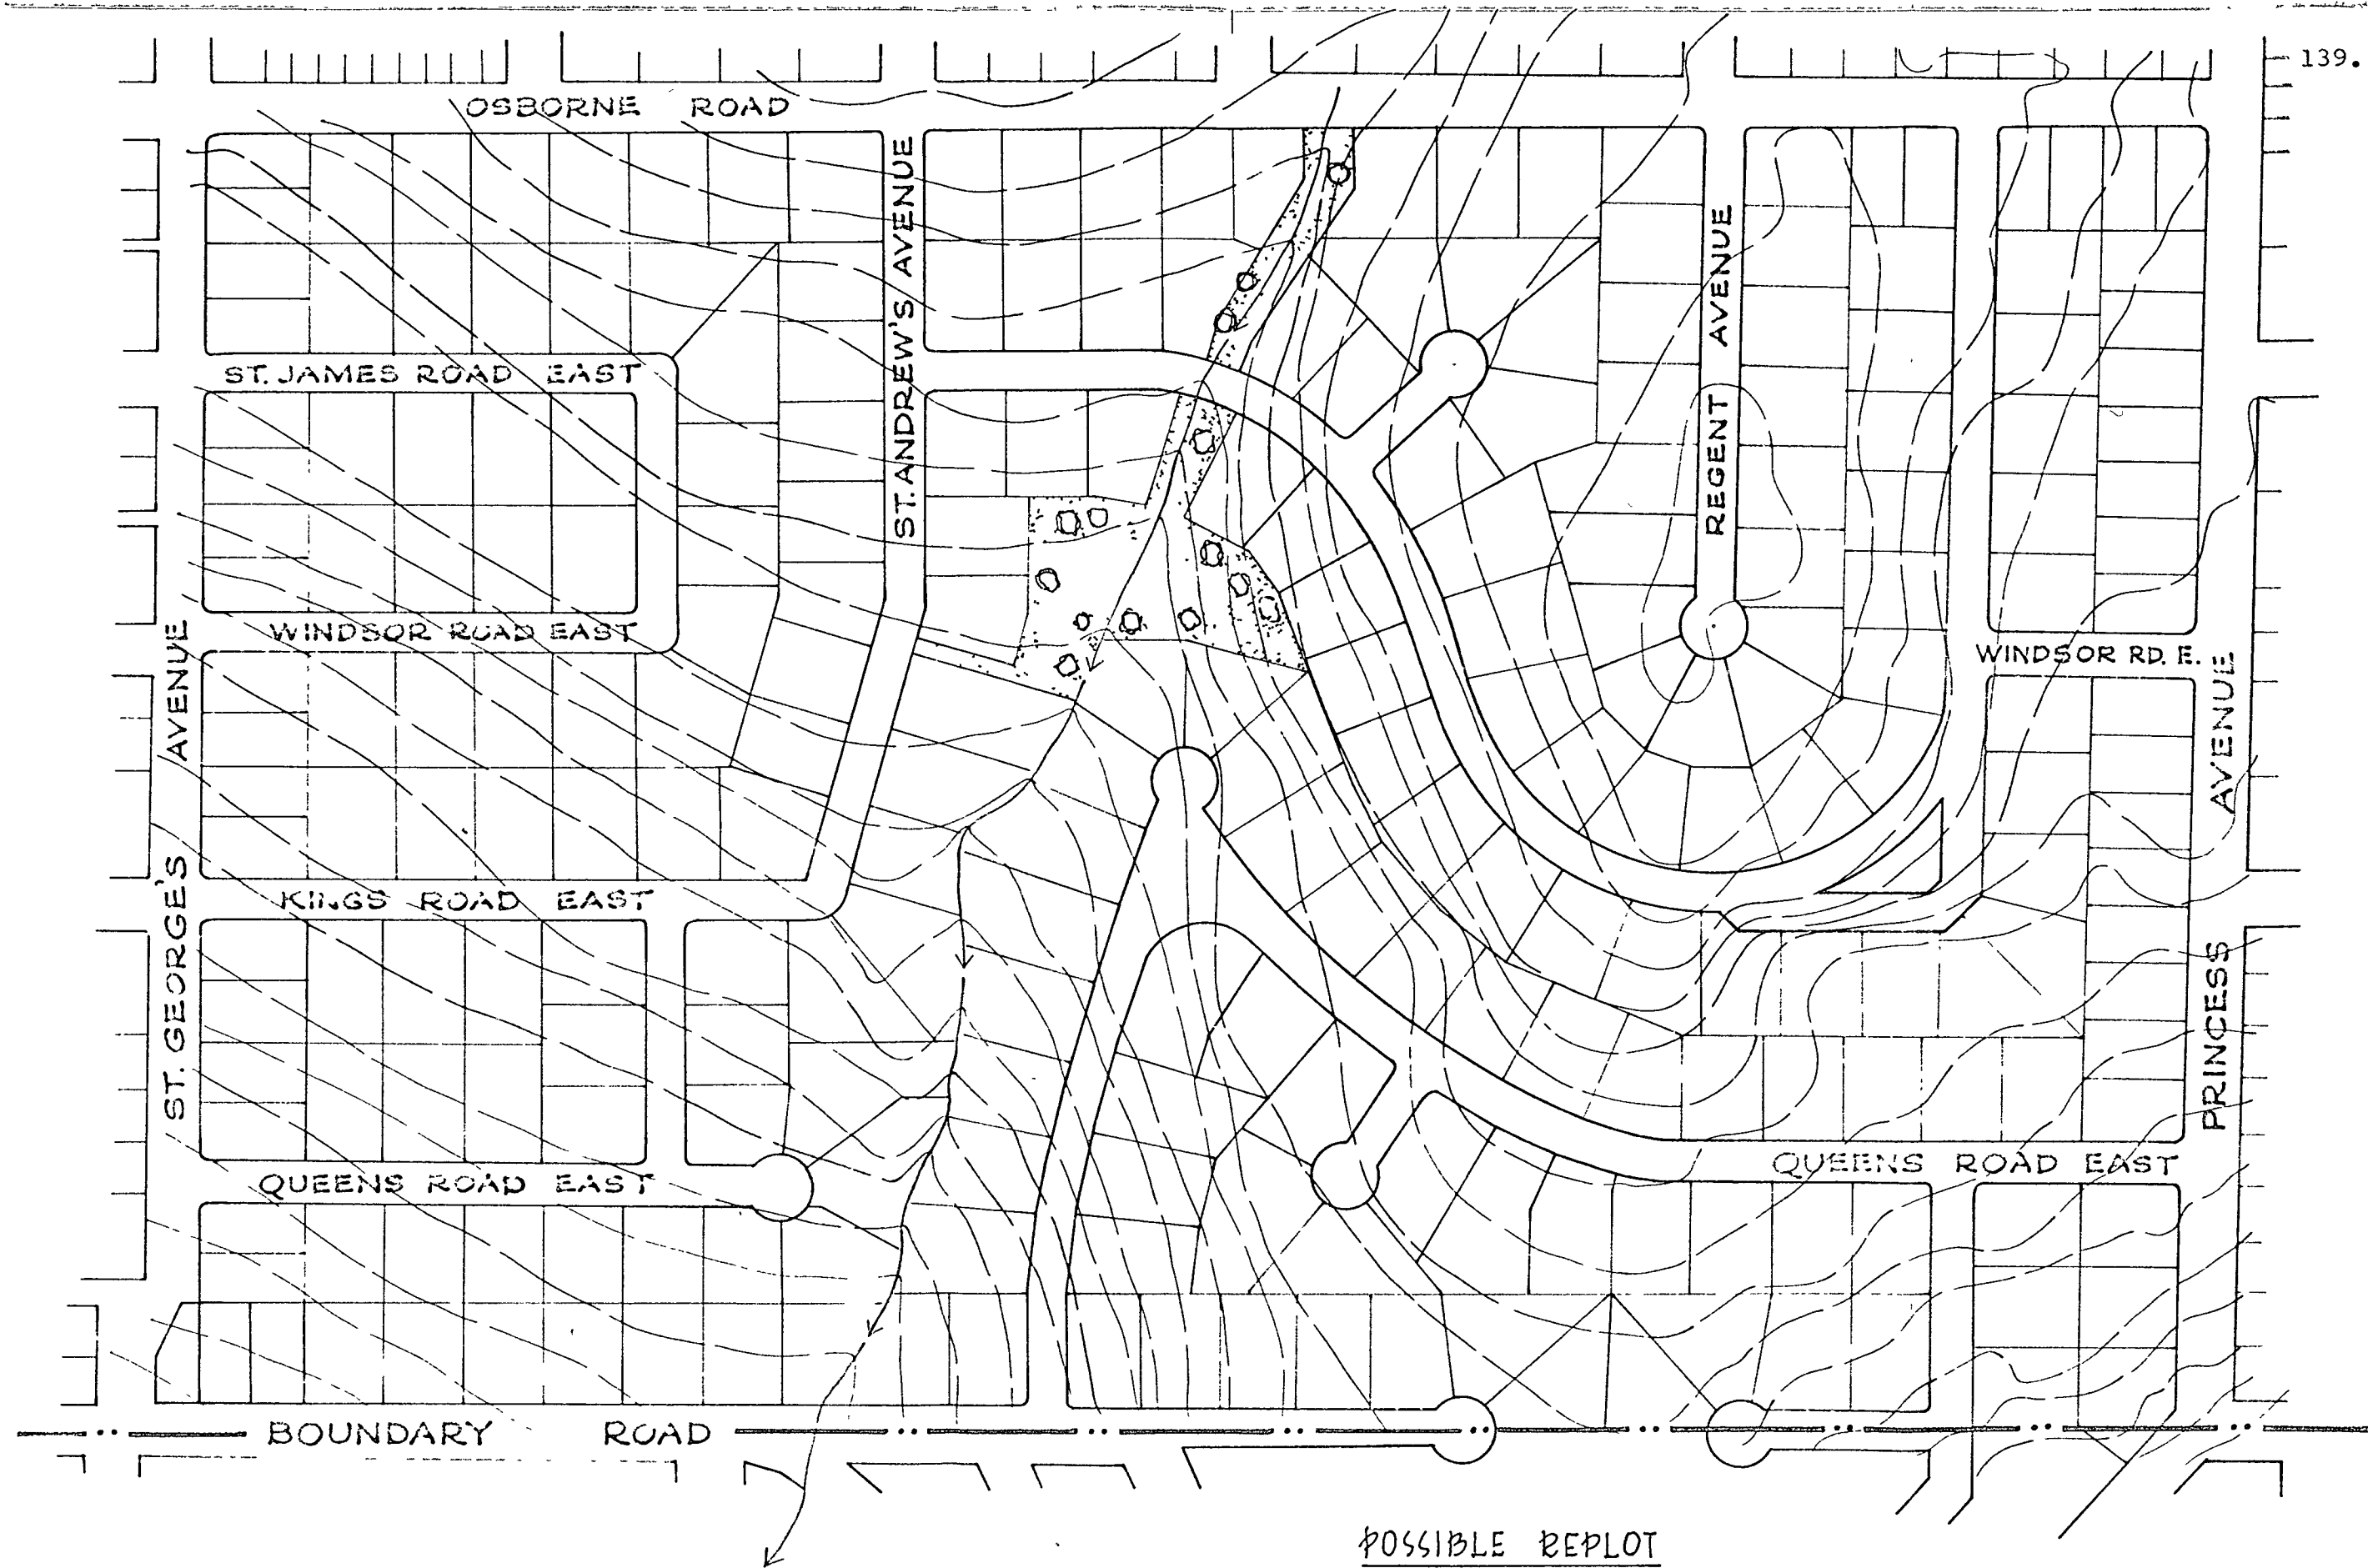 139.
OSBORNE ROAD
ST. ANDREW'S AVENUE
REGENT AVENUE
ST. JAMES ROAD EAST
WINDSOR ROAD EAST
WINDSOR RD. E.
ST. GEORGE'S AVENUE
PRINCESS AVENUE
KINGS ROAD EAST
QUEENS ROAD EAST
QUEENS ROAD EAST
BOUNDARY ROAD
POSSIBLE REPLOT